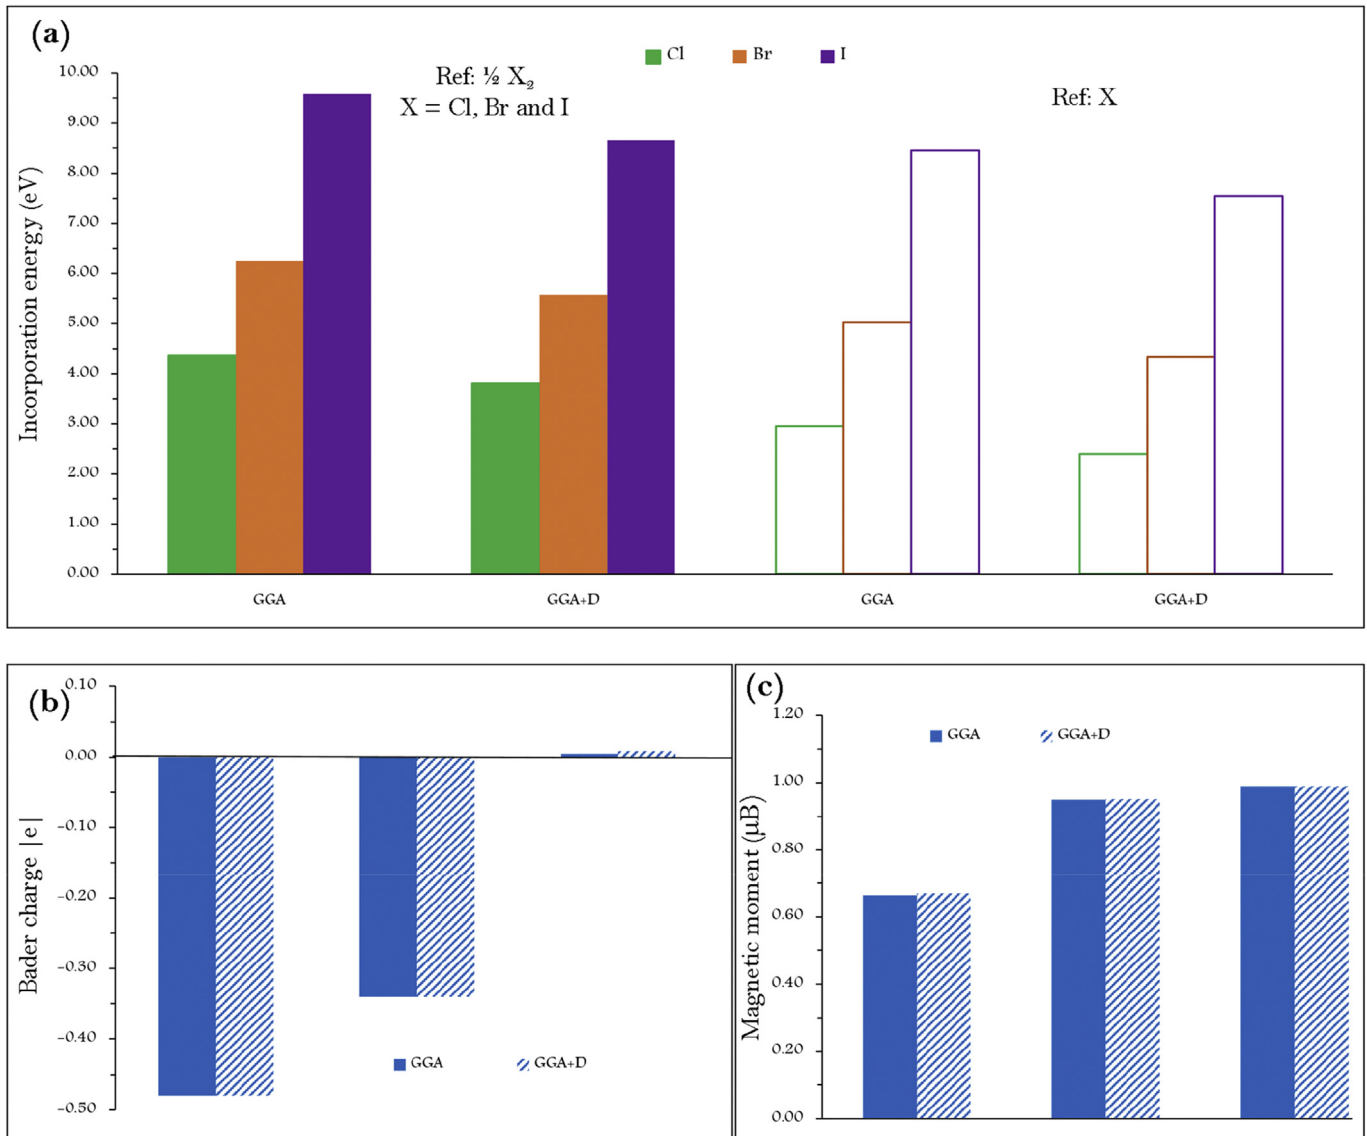 (a)
Cl Br I
Ref: ½ X₂
X = Cl, Br and I
Ref: X
Incorporation energy (eV)
10.00
9.00
8.00
7.00
6.00
5.00
4.00
3.00
2.00
1.00
0.00
GGA GGA+D GGA GGA+D
(b)
Bader charge |e|
0.10
0.00
-0.10
-0.20
-0.30
-0.40
-0.50
GGA GGA+D
(c)
Magnetic moment (µB)
1.20
1.00
0.80
0.60
0.40
0.20
0.00
GGA GGA+D